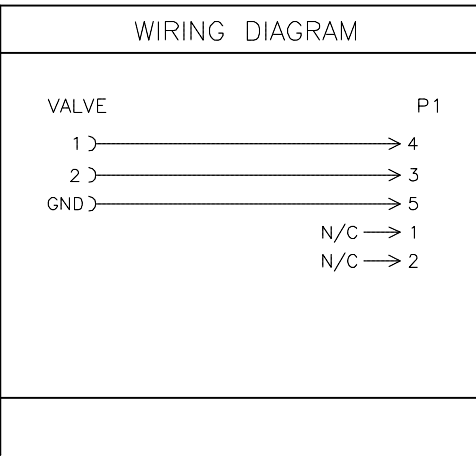 WIRING DIAGRAM
VALVE P1
1 4
2 3
GND 5
N/C 1
N/C 2